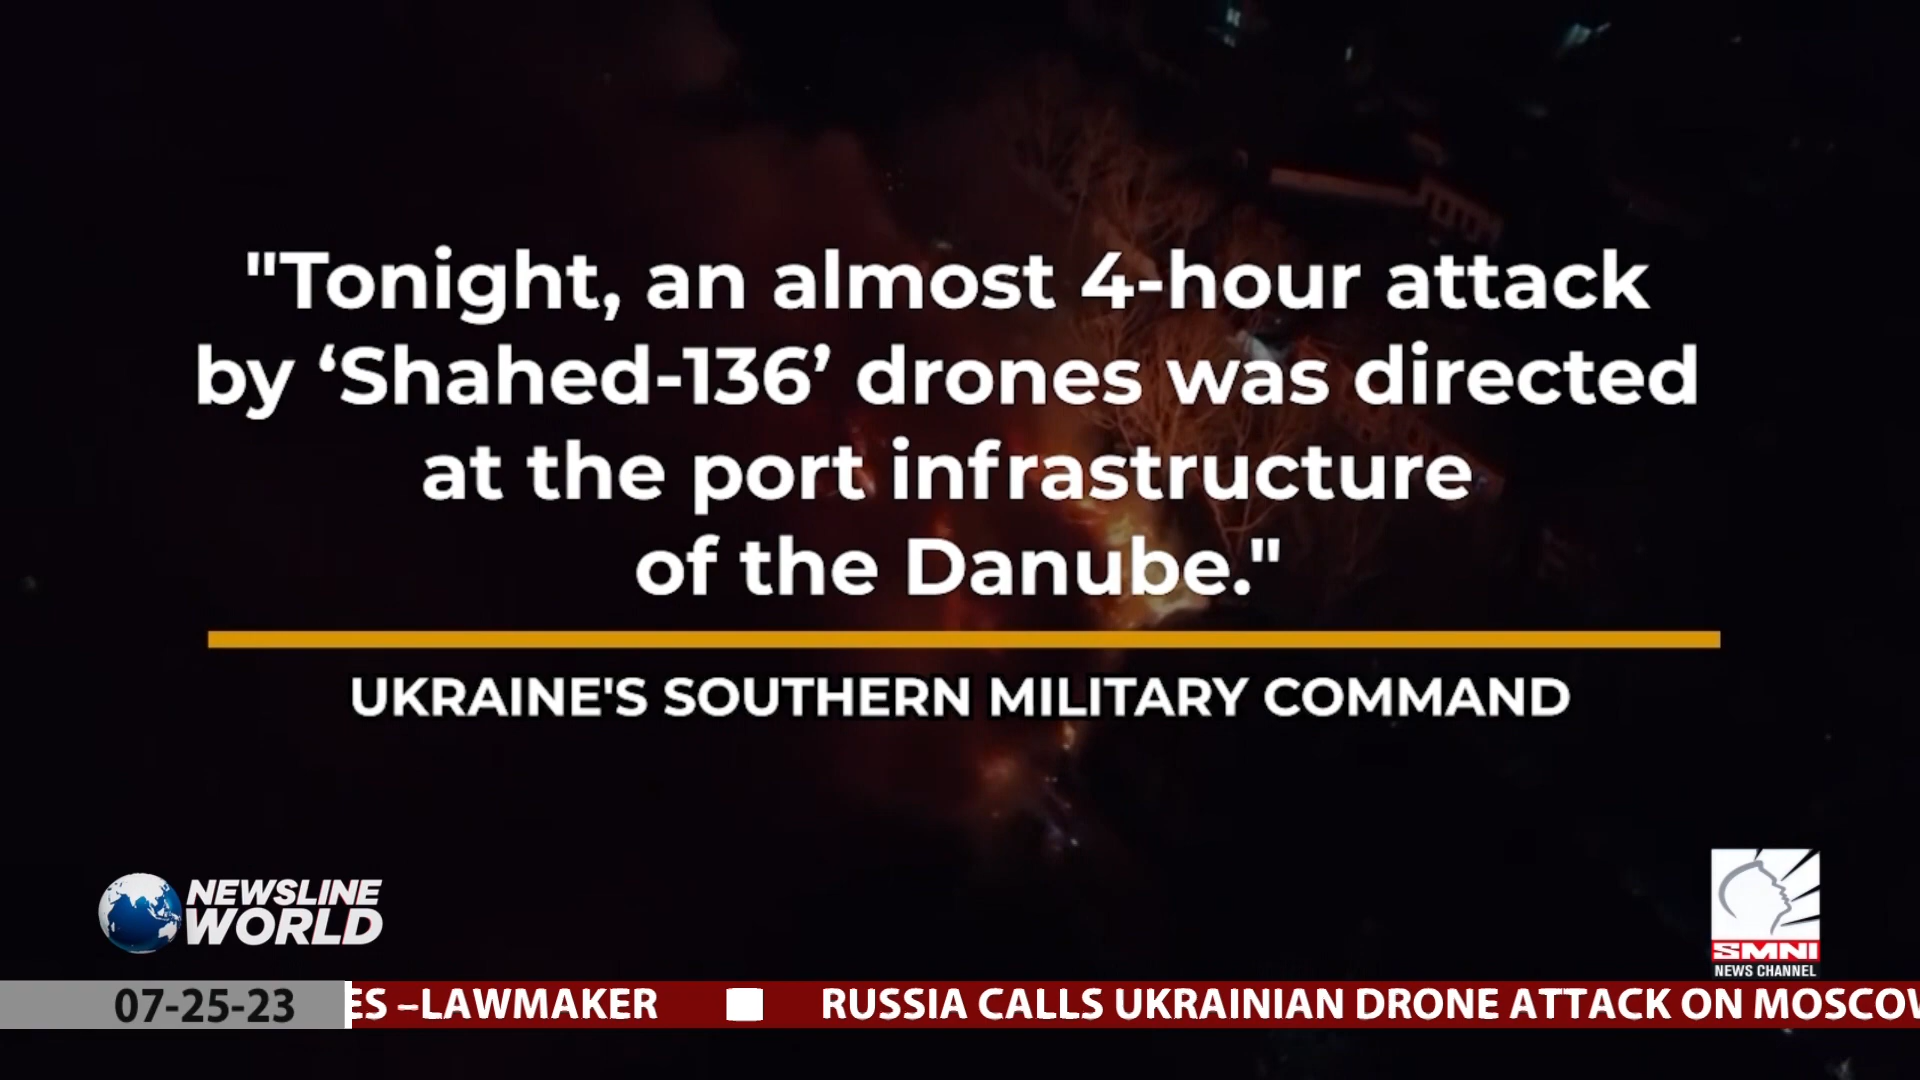 "Tonight, an almost 4-hour attack
by ‘Shahed-136’ drones was directed
at the port infrastructure
of the Danube."
UKRAINE'S SOUTHERN MILITARY COMMAND
NEWSLINE
WORLD
SMNI
NEWS CHANNEL
07-25-23
ES –LAWMAKER RUSSIA CALLS UKRAINIAN DRONE ATTACK ON MOSCOW